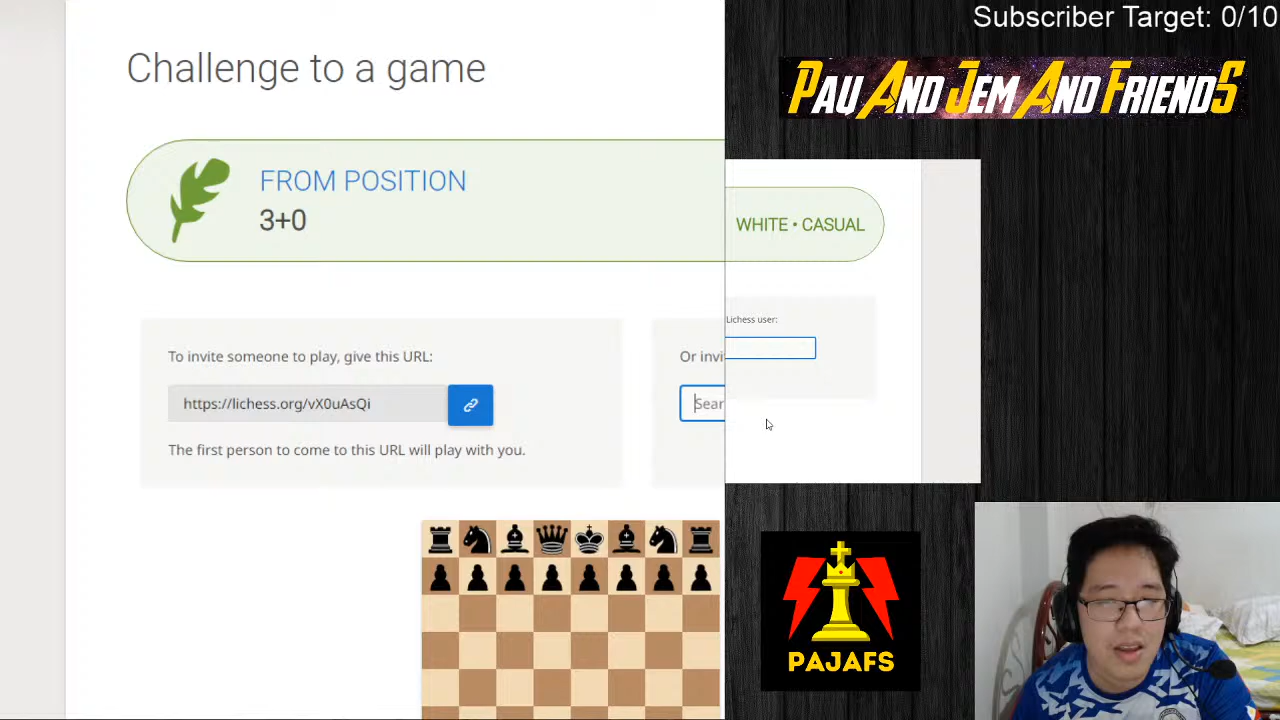 Subscriber Target: 0/10
Challenge to a game
PAU AND JEM AND FRIENDS
FROM POSITION
3+0
WHITE • CASUAL
To invite someone to play, give this URL:
https://lichess.org/vX0uAsQi
The first person to come to this URL will play with you.
Or invi
Sear
Lichess user:
PAJAFS